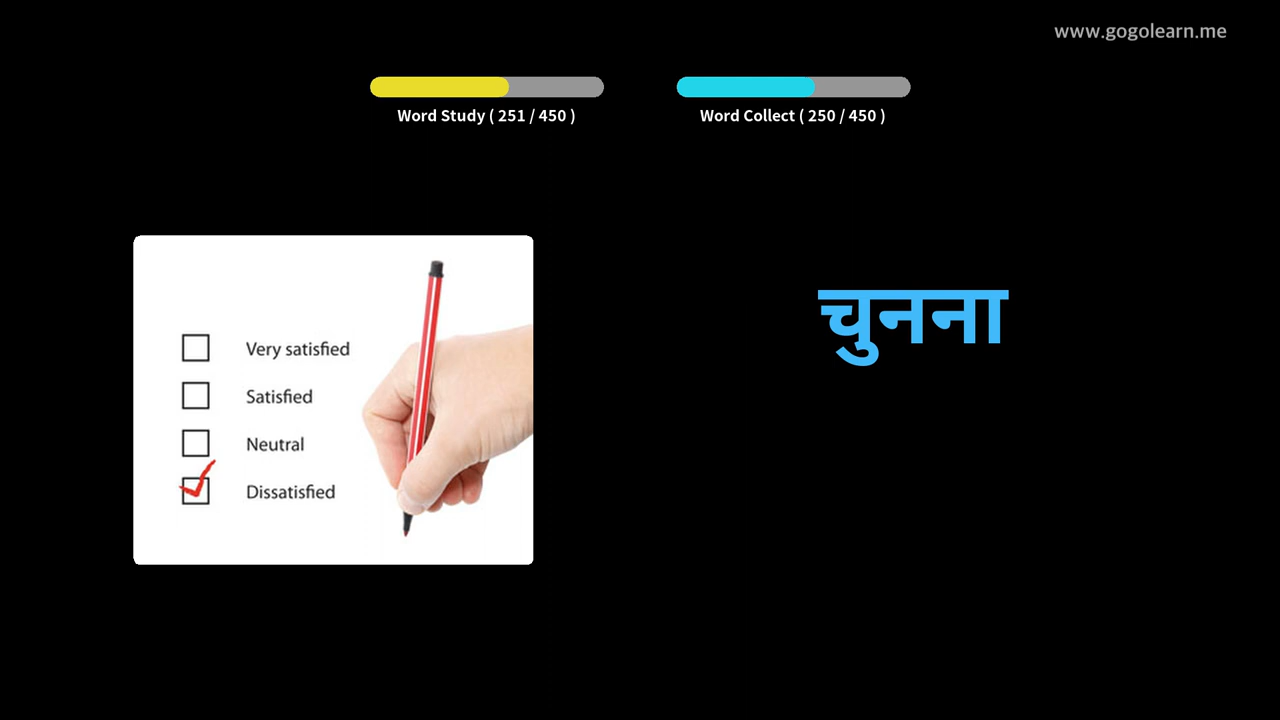 www.gogolearn.me
Word Study ( 251 / 450 )
Word Collect ( 250 / 450 )
चुनना
Very satisfied
Satisfied
Neutral
Dissatisfied